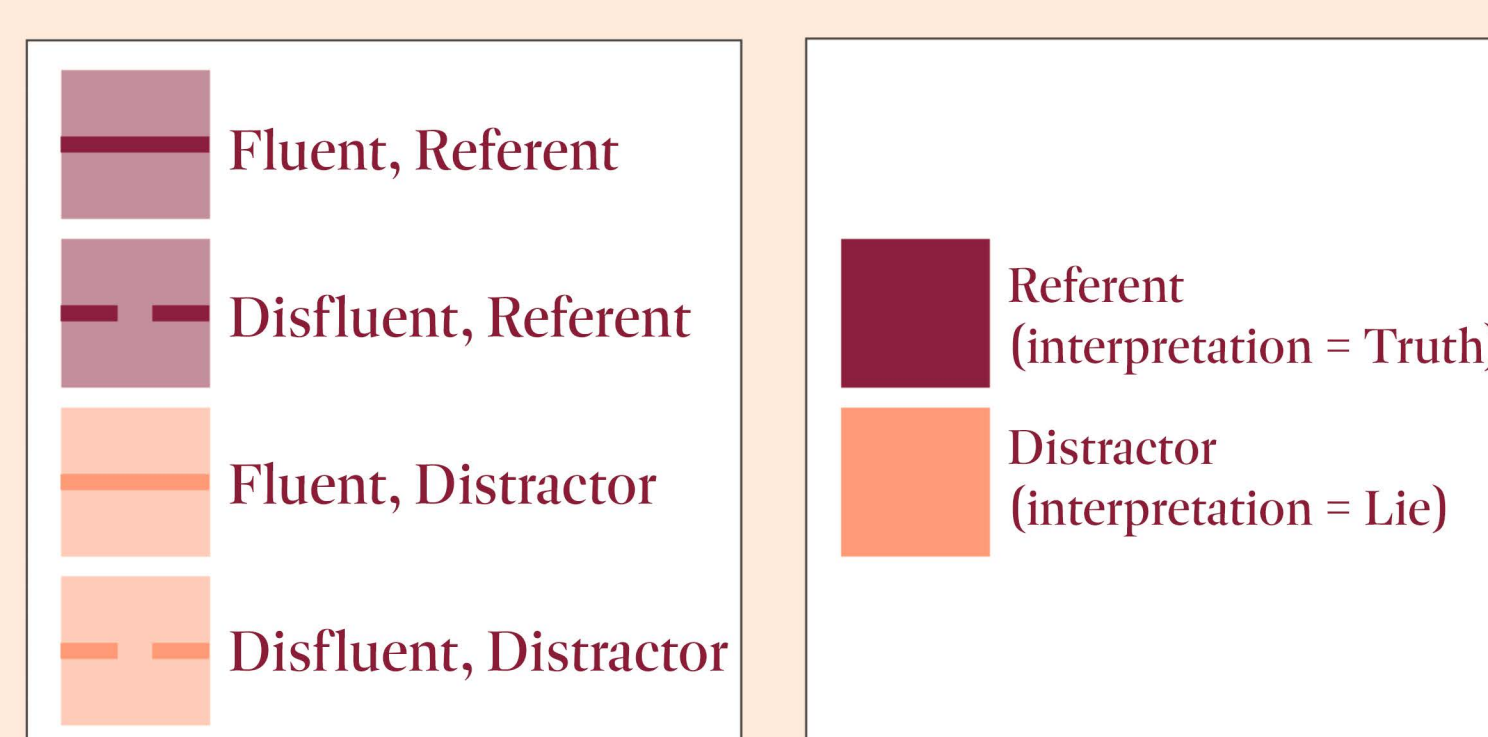 Fluent, Referent
Disfluent, Referent
Fluent, Distractor
Disfluent, Distractor
Referent
(interpretation = Truth)
Distractor
(interpretation = Lie)